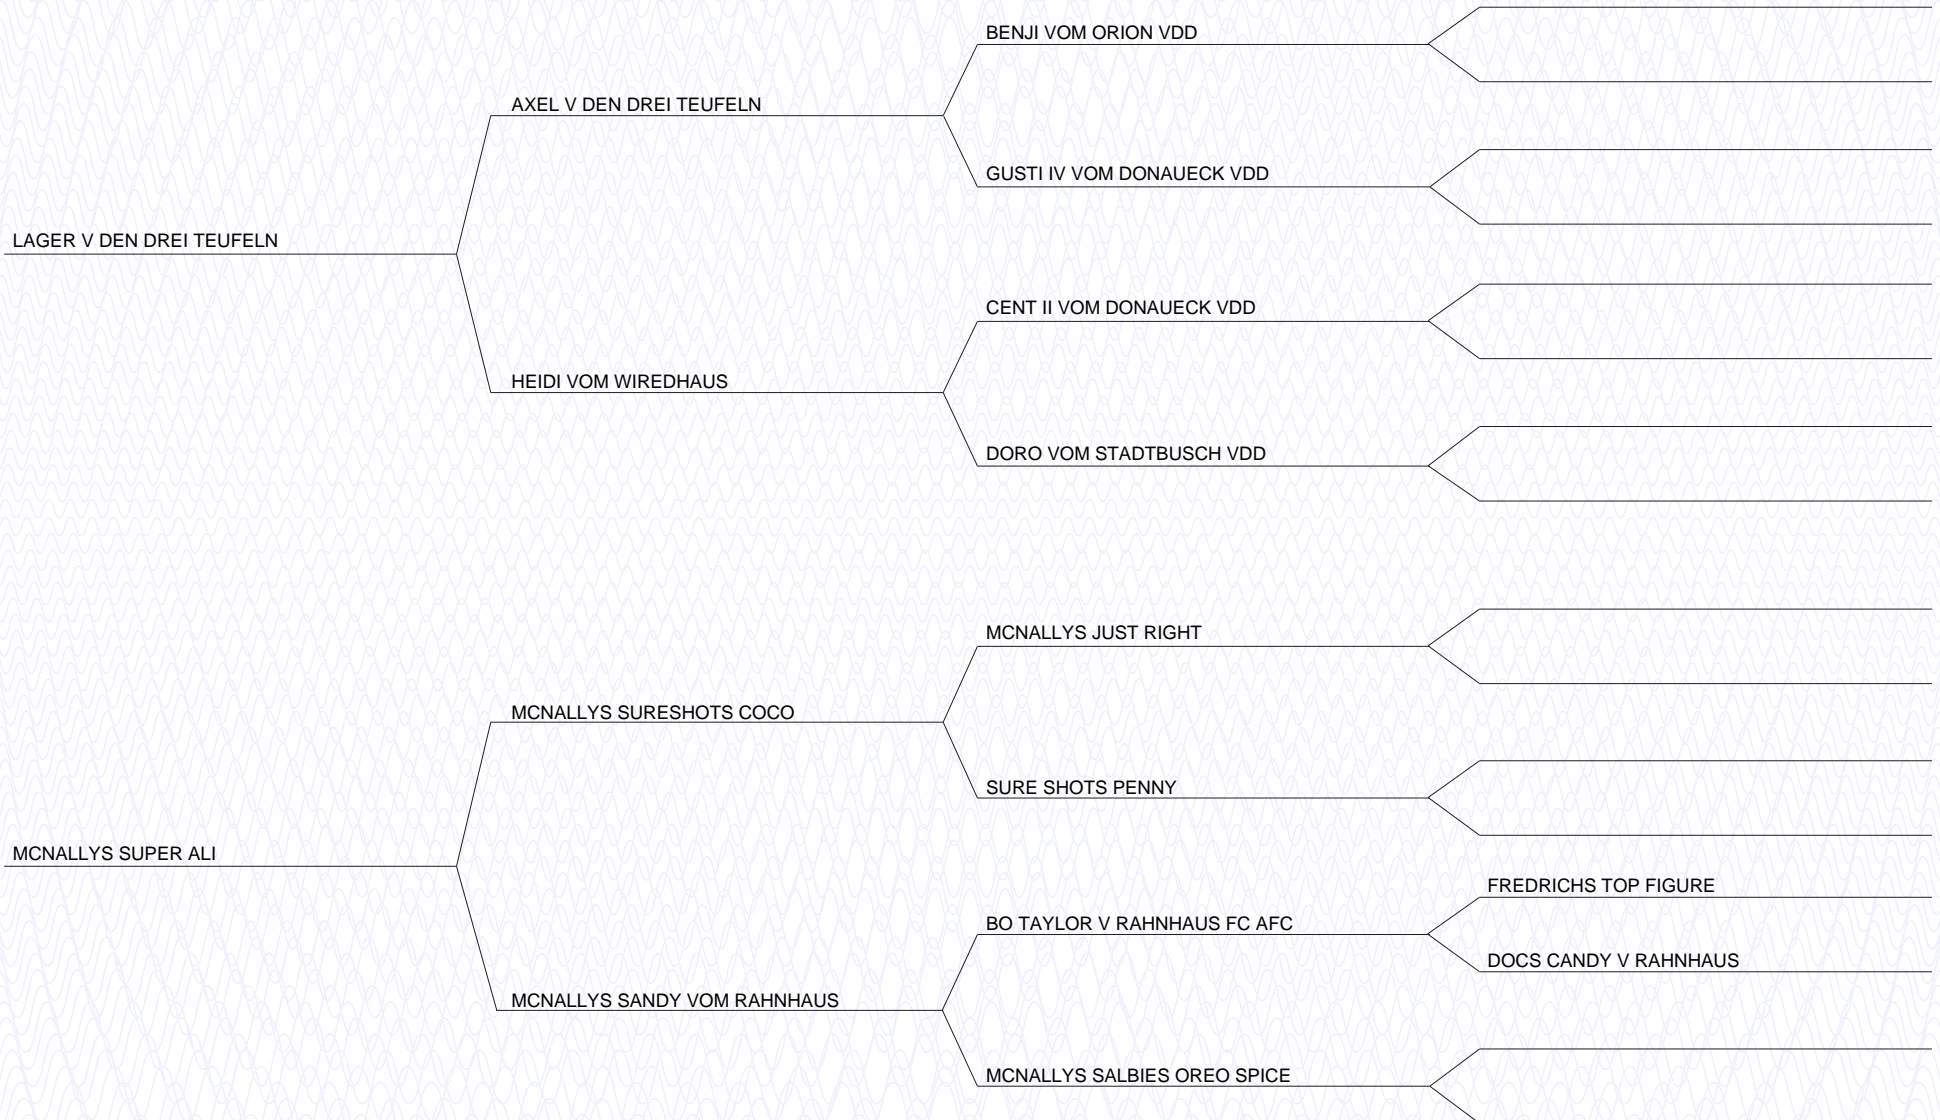 BENJI VOM ORION VDD
AXEL V DEN DREI TEUFELN
GUSTI IV VOM DONAUECK VDD
LAGER V DEN DREI TEUFELN
CENT II VOM DONAUECK VDD
HEIDI VOM WIREDHAUS
DORO VOM STADTBUSCH VDD
MCNALLYS JUST RIGHT
MCNALLYS SURESHOTS COCO
SURE SHOTS PENNY
MCNALLYS SUPER ALI
FREDRICHS TOP FIGURE
BO TAYLOR V RAHNHAUS FC AFC
DOCS CANDY V RAHNHAUS
MCNALLYS SANDY VOM RAHNHAUS
MCNALLYS SALBIES OREO SPICE